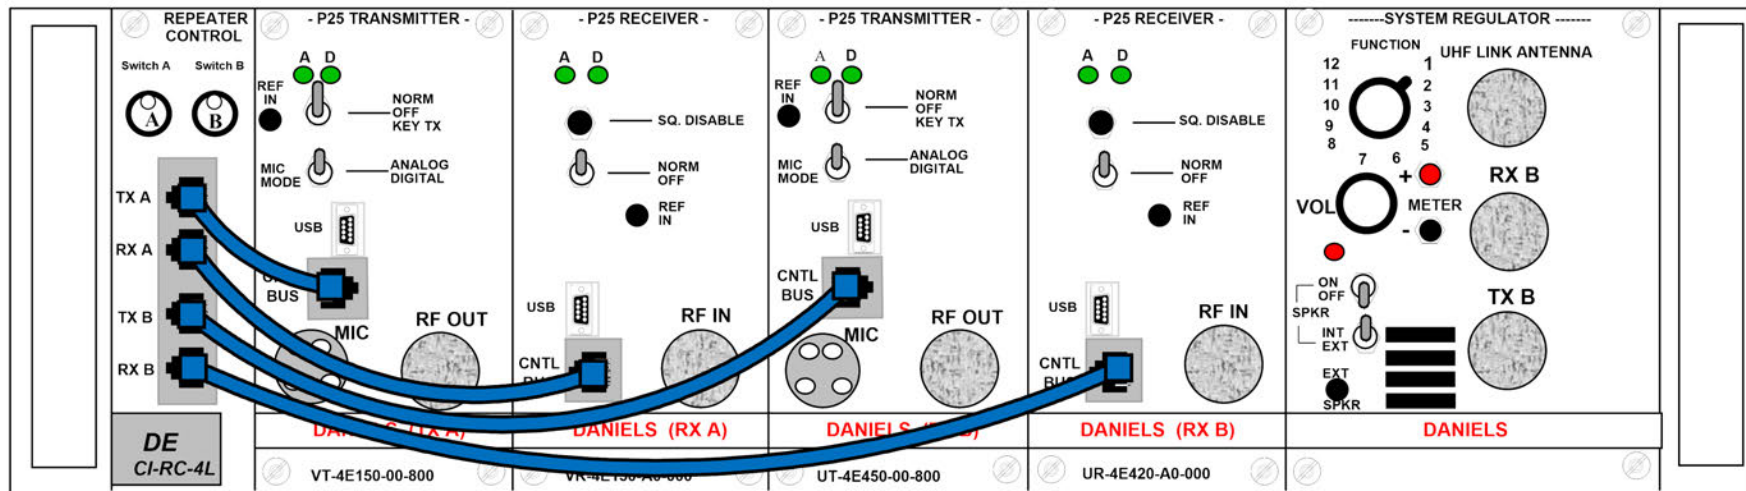 REPEATER
CONTROL
Switch A
Switch B
A
B
TX A
RX A
TX B
RX B
DE
CI-RC-4L
- P25 TRANSMITTER -
A D
REF
IN
NORM
OFF
KEY TX
MIC
MODE
ANALOG
DIGITAL
USB
BUS
MIC
RF OUT
DANIELS (TX A)
VT-4E150-00-800
- P25 RECEIVER -
A D
SQ. DISABLE
NORM
OFF
REF
IN
USB
RF IN
CNTL
DANIELS (RX A)
- P25 TRANSMITTER -
A D
REF
IN
NORM
OFF
KEY TX
MIC
MODE
ANALOG
DIGITAL
USB
CNTL
BUS
MIC
RF OUT
DANIELS
UT-4E450-00-800
- P25 RECEIVER -
A D
SQ. DISABLE
NORM
OFF
REF
IN
USB
RF IN
CNTL
DANIELS (RX B)
UR-4E420-A0-000
-------SYSTEM REGULATOR -------
FUNCTION
UHF LINK ANTENNA
12 1
11 2
10 3
9 4
8 5
7 6
+
RX B
VOL
METER
-
ON
OFF
SPKR
INT
EXT
TX B
EXT
SPKR
DANIELS